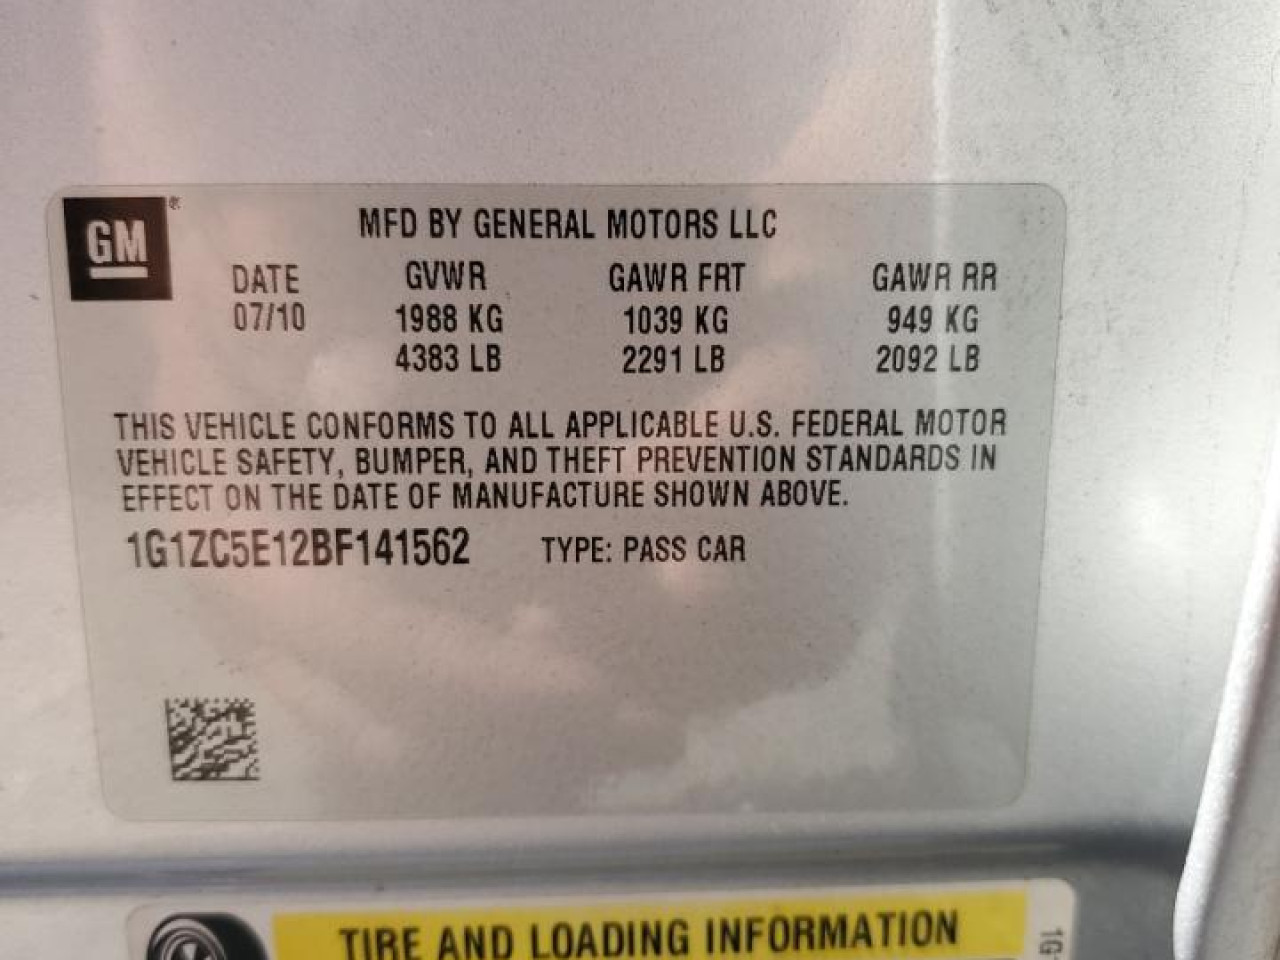 GM®
MFD BY GENERAL MOTORS LLC
DATE GVWR GAWR FRT GAWR RR
07/10 1988 KG 1039 KG 949 KG
4383 LB 2291 LB 2092 LB
THIS VEHICLE CONFORMS TO ALL APPLICABLE U.S. FEDERAL MOTOR
VEHICLE SAFETY, BUMPER, AND THEFT PREVENTION STANDARDS IN
EFFECT ON THE DATE OF MANUFACTURE SHOWN ABOVE.
1G1ZC5E12BF141562 TYPE: PASS CAR
TIRE AND LOADING INFORMATION